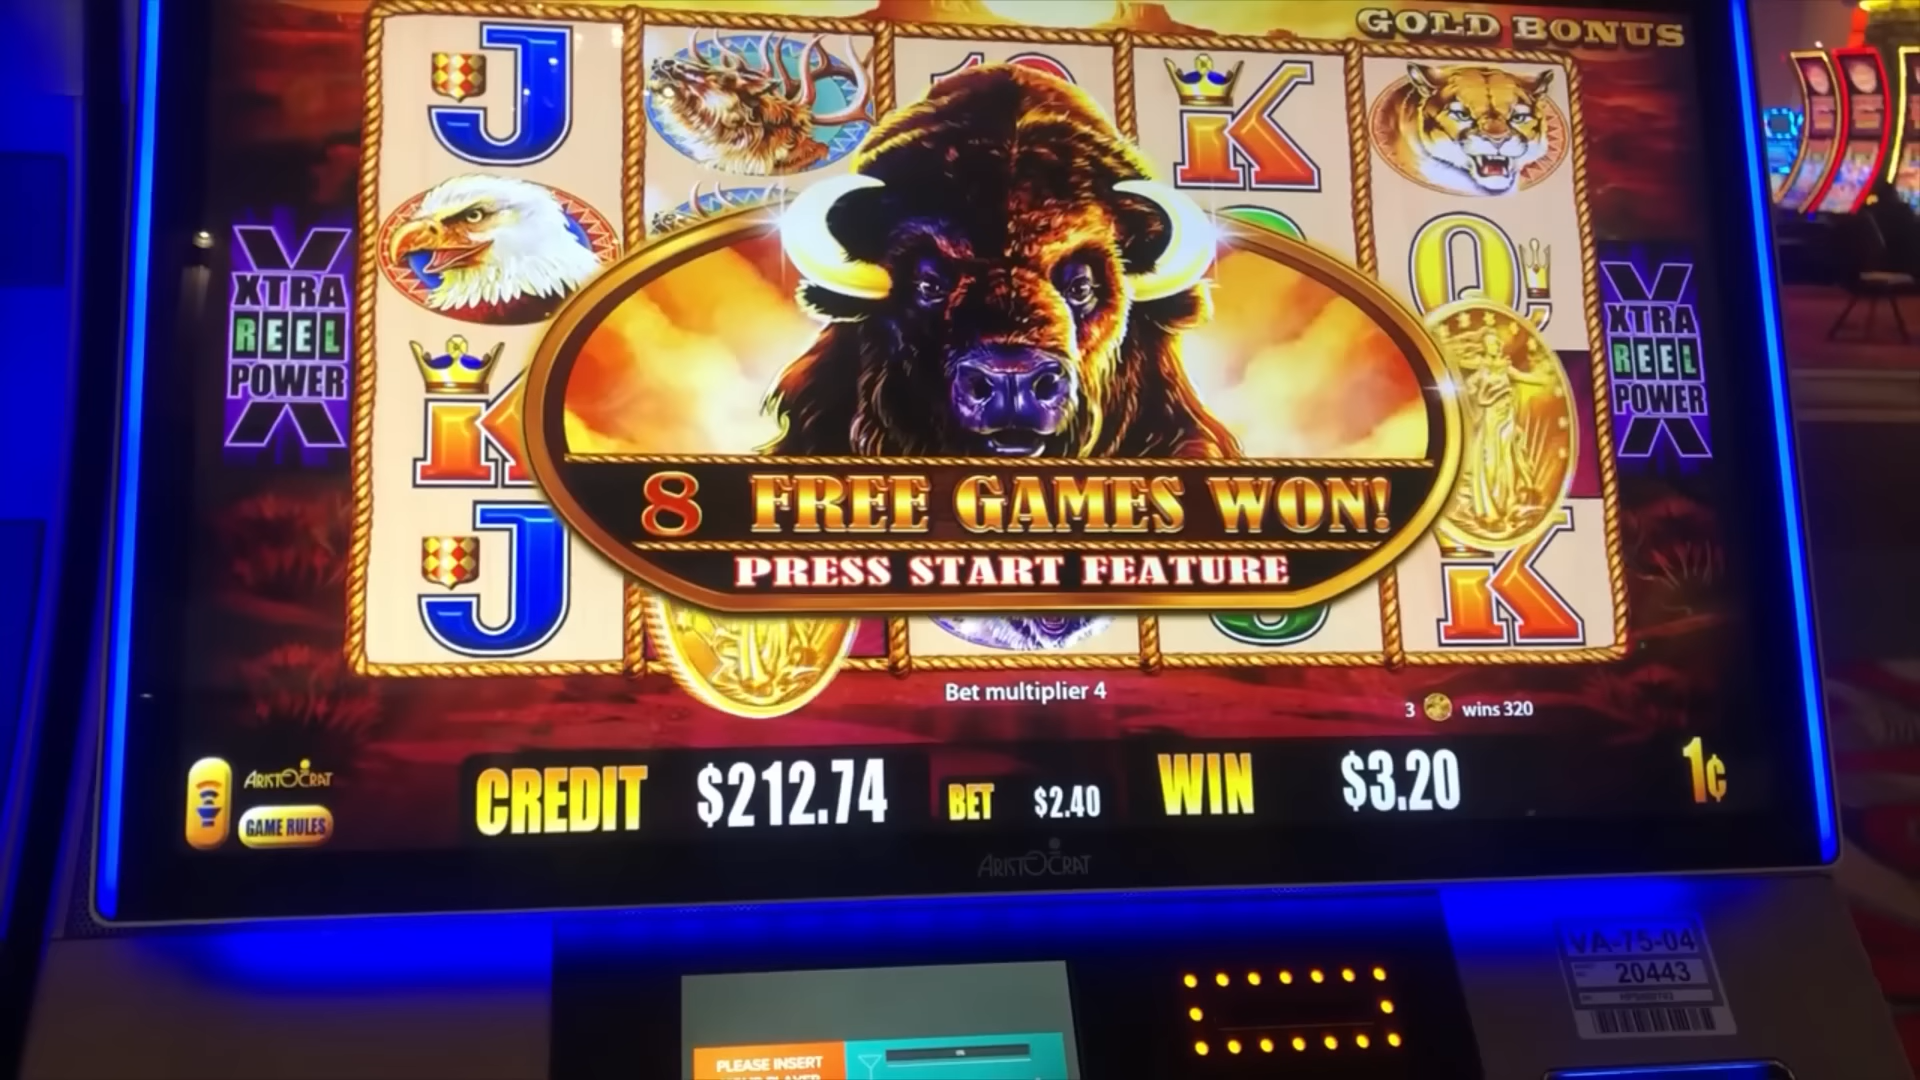 GOLD BONUS
J
K
K
J
Q
K
XTRA
REEL
POWER
XTRA
REEL
POWER
8 FREE GAMES WON!
PRESS START FEATURE
Bet multiplier 4
3 wins 320
ARISTOCRAT
GAME RULES
CREDIT $212.74
BET $2.40
WIN $3.20
1¢
ARISTOCRAT
VA-75-04
20443
PLEASE INSERT